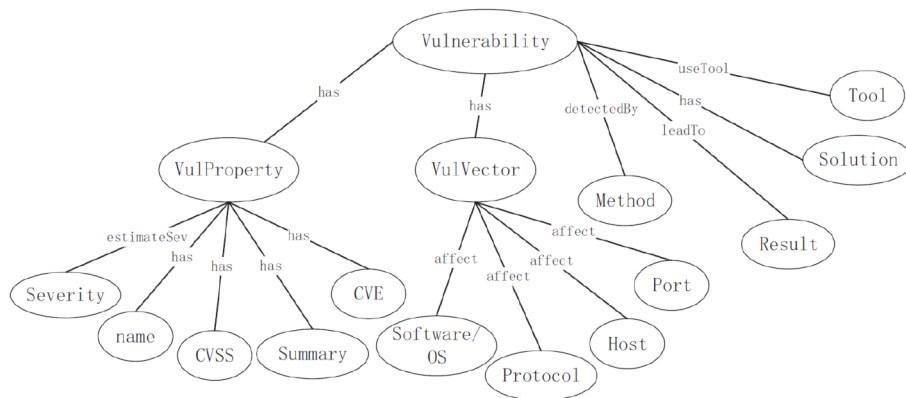 Vulnerability
useTool
has
has
has
detectedBy
leadTo
Tool
Solution
VulProperty
VulVector
Method
Result
estimateSev
has
has
has
has
affect
affect
affect
affect
Severity
name
CVSS
Summary
CVE
Software/
OS
Protocol
Host
Port